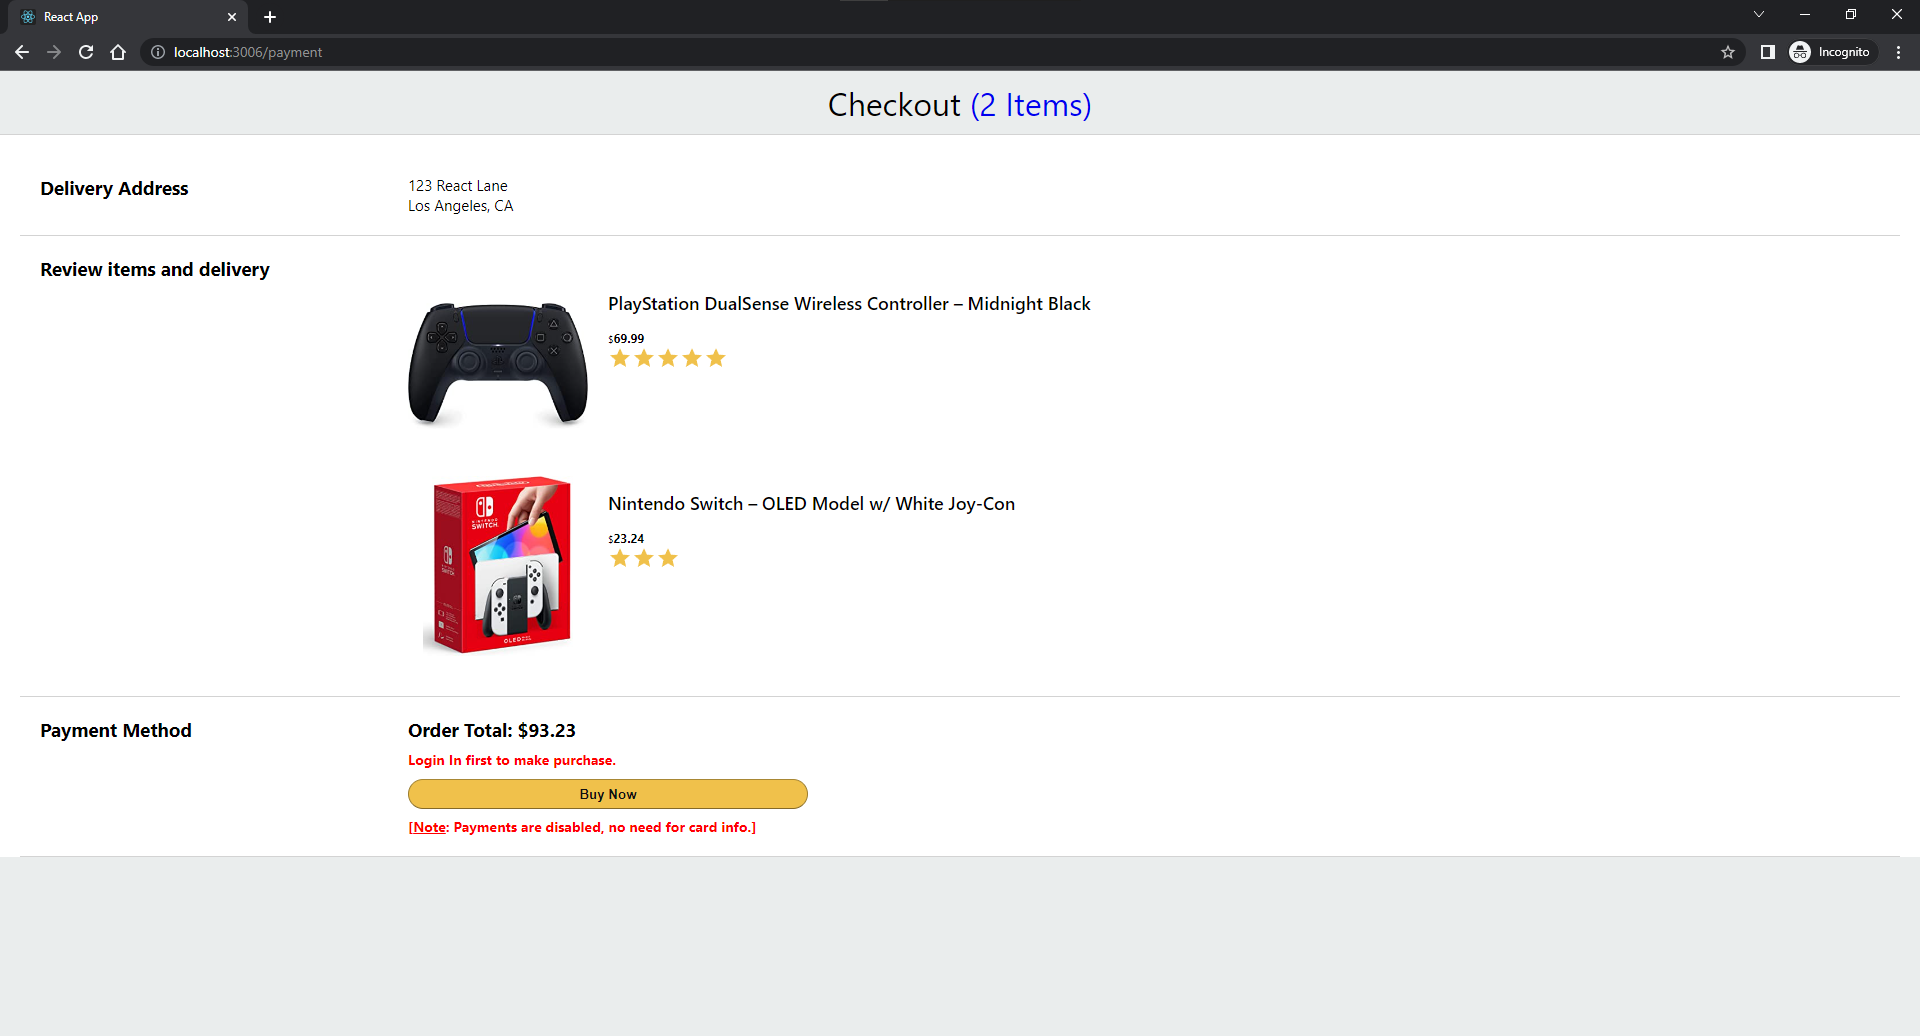 React App
localhost:3006/payment
Incognito
Checkout (2 Items)
Delivery Address
123 React Lane
Los Angeles, CA
Review items and delivery
PlayStation DualSense Wireless Controller – Midnight Black
$69.99
NINTENDO
SWITCH
Nintendo Switch – OLED Model w/ White Joy-Con
$23.24
OLED
Payment Method
Order Total: $93.23
Login In first to make purchase.
Buy Now
[Note: Payments are disabled, no need for card info.]